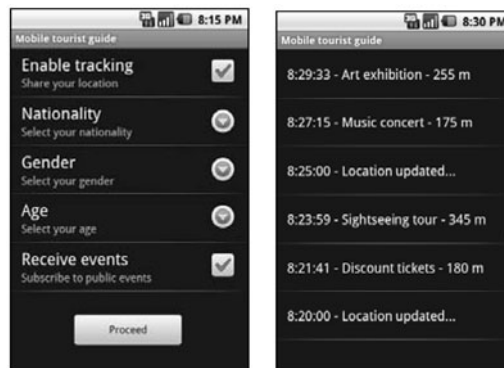 8:15 PM
Mobile tourist guide
Enable tracking
Share your location
Nationality
Select your nationality
Gender
Select your gender
Age
Select your age
Receive events
Subscribe to public events
Proceed
8:30 PM
Mobile tourist guide
8:29:33 - Art exhibition - 255 m
8:27:15 - Music concert - 175 m
8:25:00 - Location updated...
8:23:59 - Sightseeing tour - 345 m
8:21:41 - Discount tickets - 180 m
8:20:00 - Location updated...